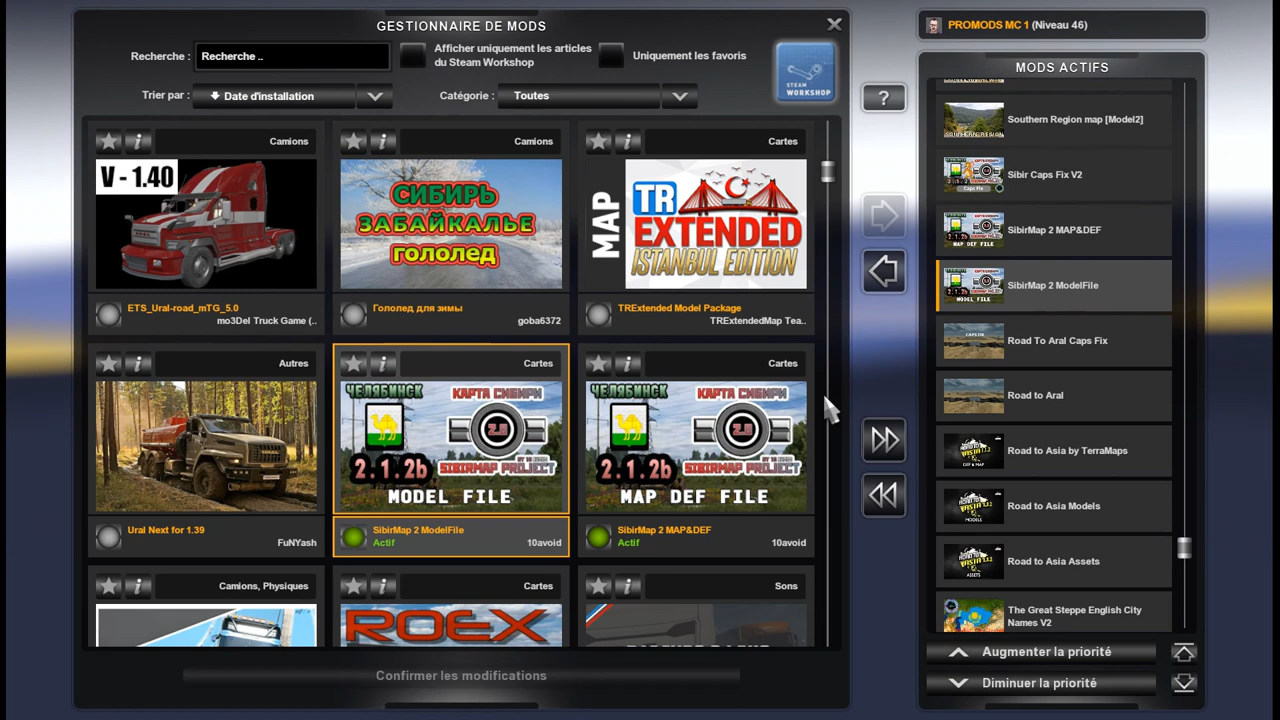 GESTIONNAIRE DE MODS
Recherche :
Recherche ..
Afficher uniquement les articles
du Steam Workshop
Uniquement les favoris
STEAM
WORKSHOP
Trier par :
Date d'installation
Catégorie :
Toutes
Camions
V - 1.40
ETS_Ural-road_mTG_5.0
mo3Del Truck Game (..
Camions
СИБИРЬ
ЗАБАЙКАЛЬЕ
гололед
Гололед для зимы
goba6372
Cartes
MAP
TR
EXTENDED
ISTANBUL EDITION
TRExtended Model Package
TRExtendedMap Tea..
Autres
Ural Next for 1.39
FuNYash
Cartes
ЧЕЛЯБИНСК
КАРТА СИБИРИ
2.0
2.1.2b
SIBIRMAP PROJECT
MODEL FILE
SibirMap 2 ModelFile
Actif
10avoid
Cartes
ЧЕЛЯБИНСК
КАРТА СИБИРИ
2.0
2.1.2b
SIBIRMAP PROJECT
MAP DEF FILE
SibirMap 2 MAP&DEF
Actif
10avoid
Camions, Physiques
Cartes
ROEX
Sons
Confirmer les modifications
?
PROMODS MC 1 (Niveau 46)
MODS ACTIFS
Southern Region map [Model2]
Sibir Caps Fix V2
SibirMap 2 MAP&DEF
SibirMap 2 ModelFile
Road To Aral Caps Fix
Road to Aral
Road to Asia by TerraMaps
Road to Asia Models
Road to Asia Assets
The Great Steppe English City
Names V2
Augmenter la priorité
Diminuer la priorité